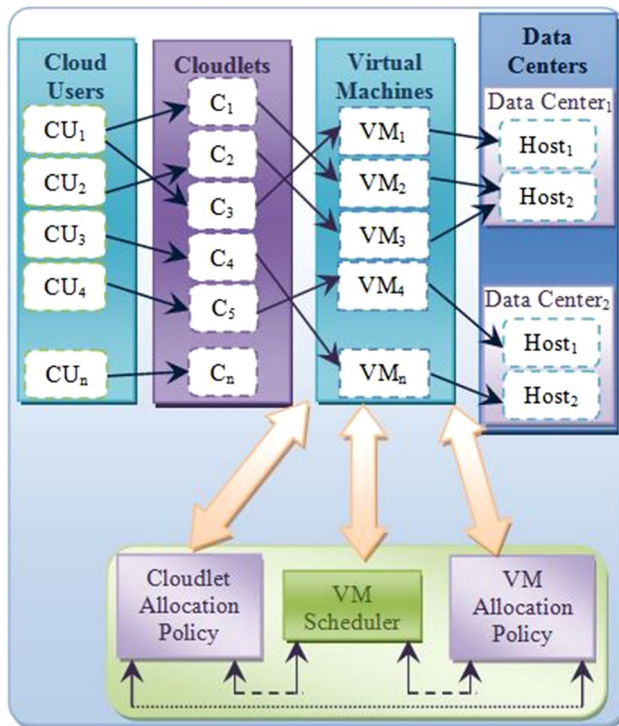 Cloud
Users
CU1
CU2
CU3
CU4
CUn
Cloudlets
C1
C2
C3
C4
C5
Cn
Virtual
Machines
VM1
VM2
VM3
VM4
VMn
Data
Centers
Data Center1
Host1
Host2
Data Center2
Host1
Host2
Cloudlet
Allocation
Policy
VM
Scheduler
VM
Allocation
Policy